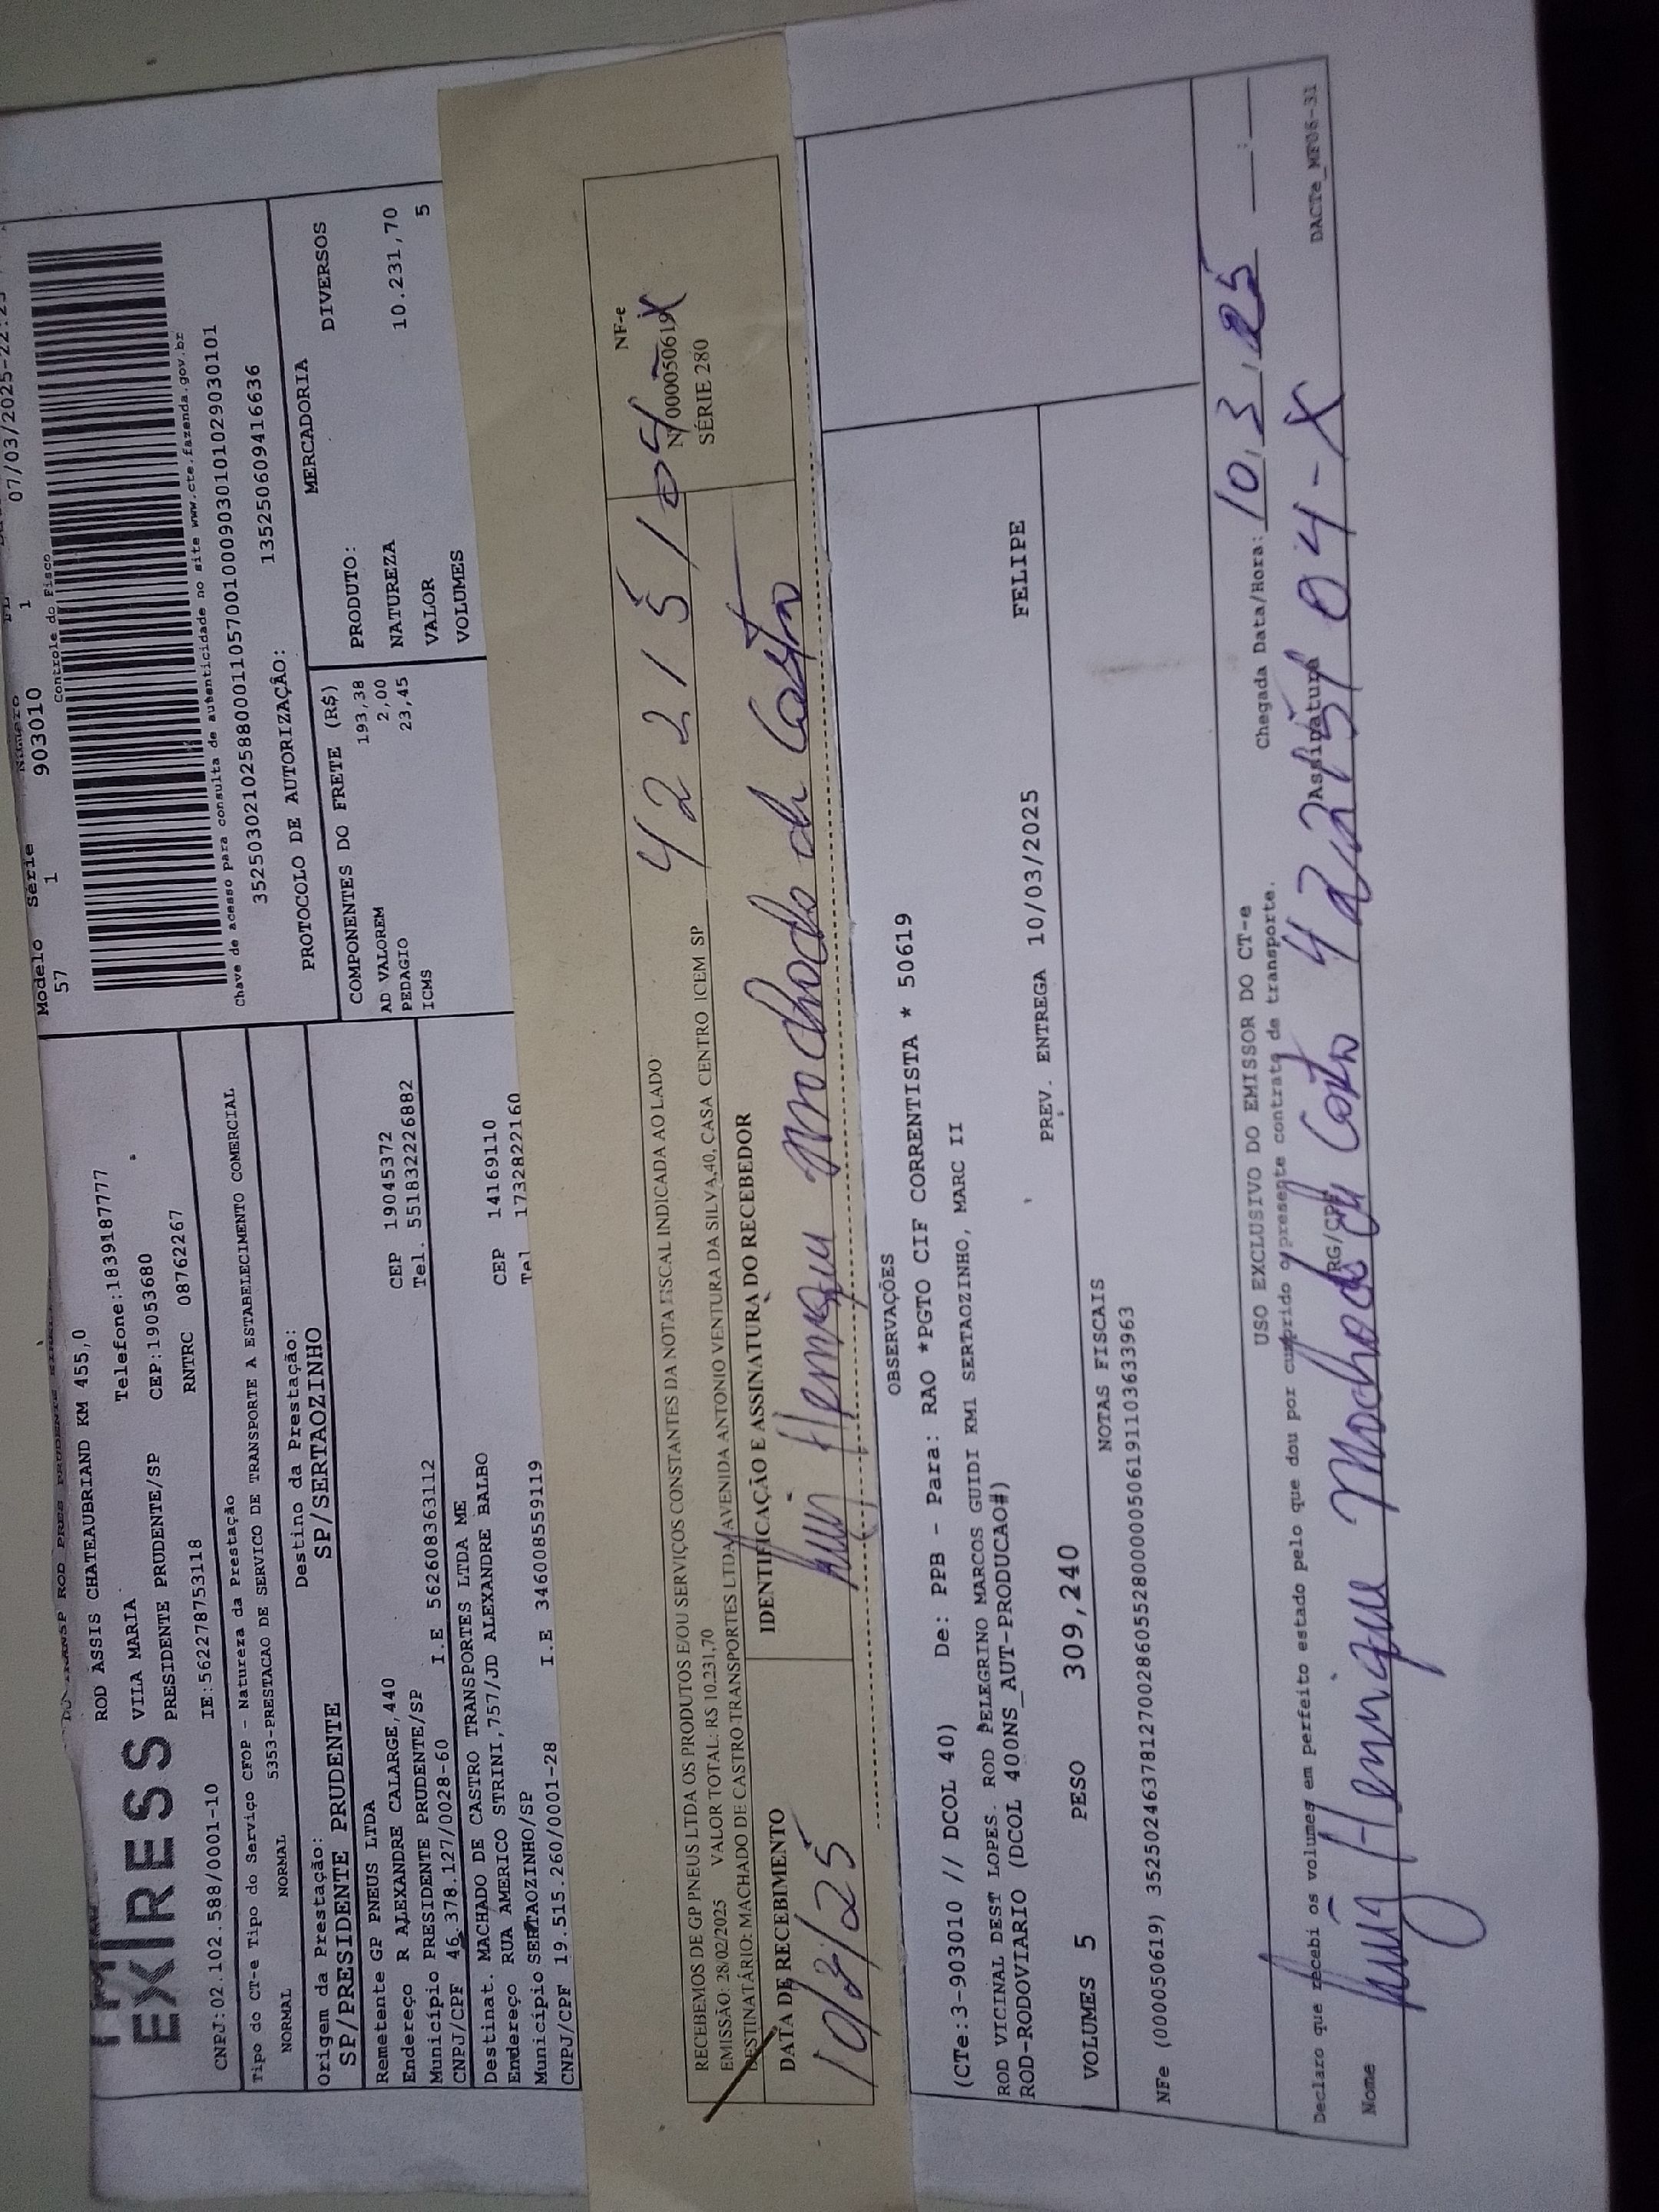 07/03/2025-22:2
Modelo Série Número FL
57 1 903010 1
Controle do Fisco
EXPRESS
ROD ASSIS CHATEAUBRIAND KM 455,0
VILA MARIA Telefone:1839187777
PRESIDENTE PRUDENTE/SP CEP:19053680
CNPJ:02.102.588/0001-10 IE:562278753118 RNTRC 08762267
Chave de acesso para consulta de autenticidade no site www.cte.fazenda.gov.br
35250302102588000110570010009030101029030101
PROTOCOLO DE AUTORIZAÇÃO: 135250609416636
Tipo do CT-e Tipo do Serviço CFOP - Natureza da Prestação
NORMAL NORMAL 5353-PRESTACAO DE SERVICO DE TRANSPORTE A ESTABELECIMENTO COMERCIAL
Origem da Prestação: Destino da Prestação:
SP/PRESIDENTE PRUDENTE SP/SERTAOZINHO
Remetente GP PNEUS LTDA
Endereço R ALEXANDRE CALARGE,440 CEP 19045372
Município PRESIDENTE PRUDENTE/SP Tel. 551832226882
CNPJ/CPF 46.378.127/0028-60 I.E 562608363112
Destinat. MACHADO DE CASTRO TRANSPORTES LTDA ME
Endereço RUA AMERICO STRINI,757/JD ALEXANDRE BALBO CEP 14169110
Município SERTAOZINHO/SP Tel 1732822160
CNPJ/CPF 19.515.260/0001-28 I.E 346008559119
COMPONENTES DO FRETE (R$)
AD VALOREM 193,38
PEDAGIO 2,00
ICMS 23,45
MERCADORIA
PRODUTO: DIVERSOS
NATUREZA
VALOR 10.231,70
VOLUMES 5
RECEBEMOS DE GP PNEUS LTDA OS PRODUTOS E/OU SERVIÇOS CONSTANTES DA NOTA FISCAL INDICADA AO LADO
EMISSÃO: 28/02/2025 VALOR TOTAL: R$ 10.231,70
DESTINATÁRIO: MACHADO DE CASTRO TRANSPORTES LTDA AVENIDA ANTONIO VENTURA DA SILVA,40, CASA CENTRO ICEM SP
42215104-X
NF-e
Nº 000050619
SÉRIE 280
DATA DE RECEBIMENTO IDENTIFICAÇÃO E ASSINATURA DO RECEBEDOR
10/3/25 Luiz Henrique Machado de Castro
OBSERVAÇÕES
(CTe:3-903010 // DCOL 40) De: PPB - Para: RAO *PGTO CIF CORRENTISTA * 50619
ROD VICINAL DEST LOPES. ROD PELEGRINO MARCOS GUIDI KM1 SERTAOZINHO, MARC II
ROD-RODOVIARIO (DCOL 400NS_AUT-PRODUCAO#)
PREV. ENTREGA 10/03/2025 FELIPE
VOLUMES 5 PESO 309,240
NOTAS FISCAIS
NFe (000050619) 35250246378127002860552800000506191103633963
USO EXCLUSIVO DO EMISSOR DO CT-e
Chegada Data/Hora: 10, 3, 25 __:__
Declaro que recebi os volumes em perfeito estado pelo que dou por cumprido o presente contrato de transporte.
Nome RG/CPF Assinatura
Luiz Henrique Machado de Castro 42215104-X
DACTe_MF06-31